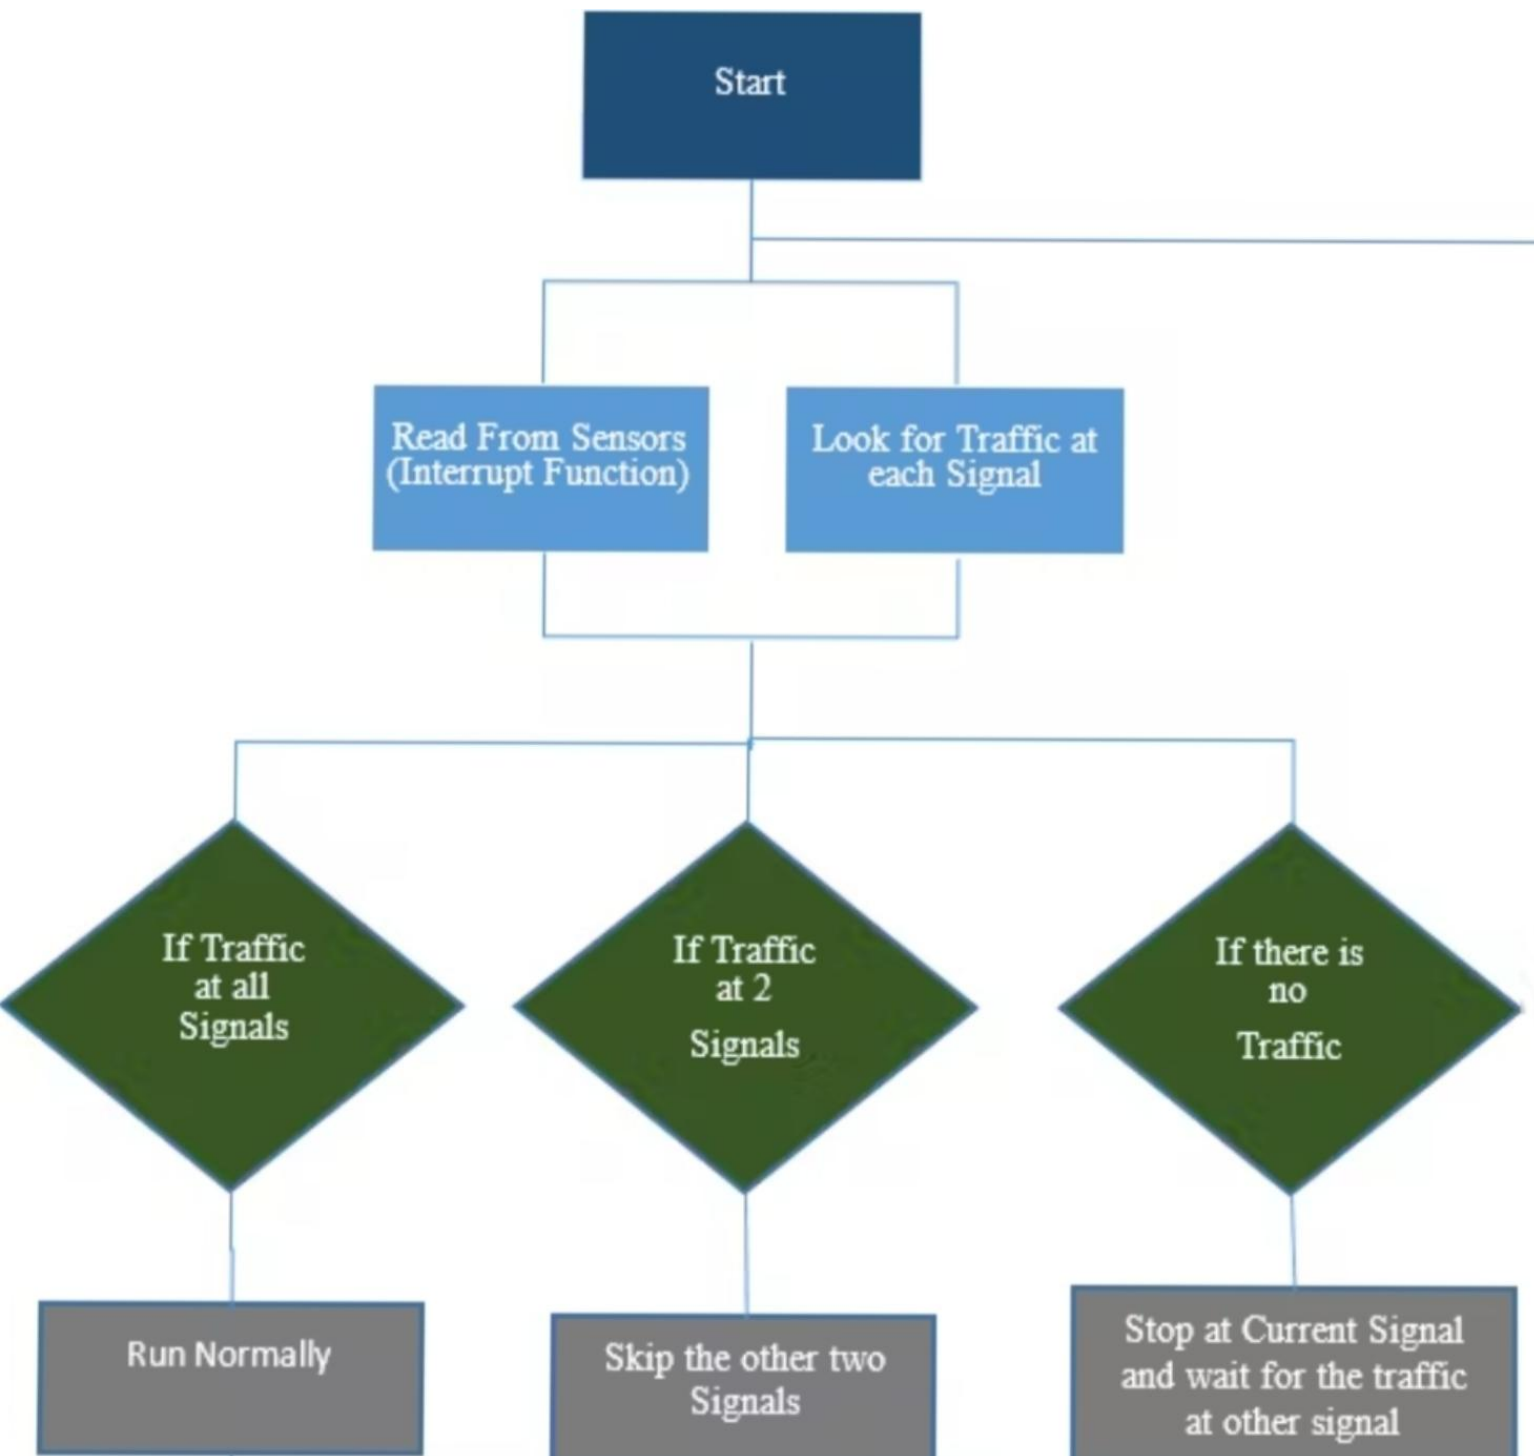 Start
Read From Sensors
(Interrupt Function)
Look for Traffic at
each Signal
If Traffic
at all
Signals
If Traffic
at 2
Signals
If there is
no
Traffic
Run Normally
Skip the other two
Signals
Stop at Current Signal
and wait for the traffic
at other signal